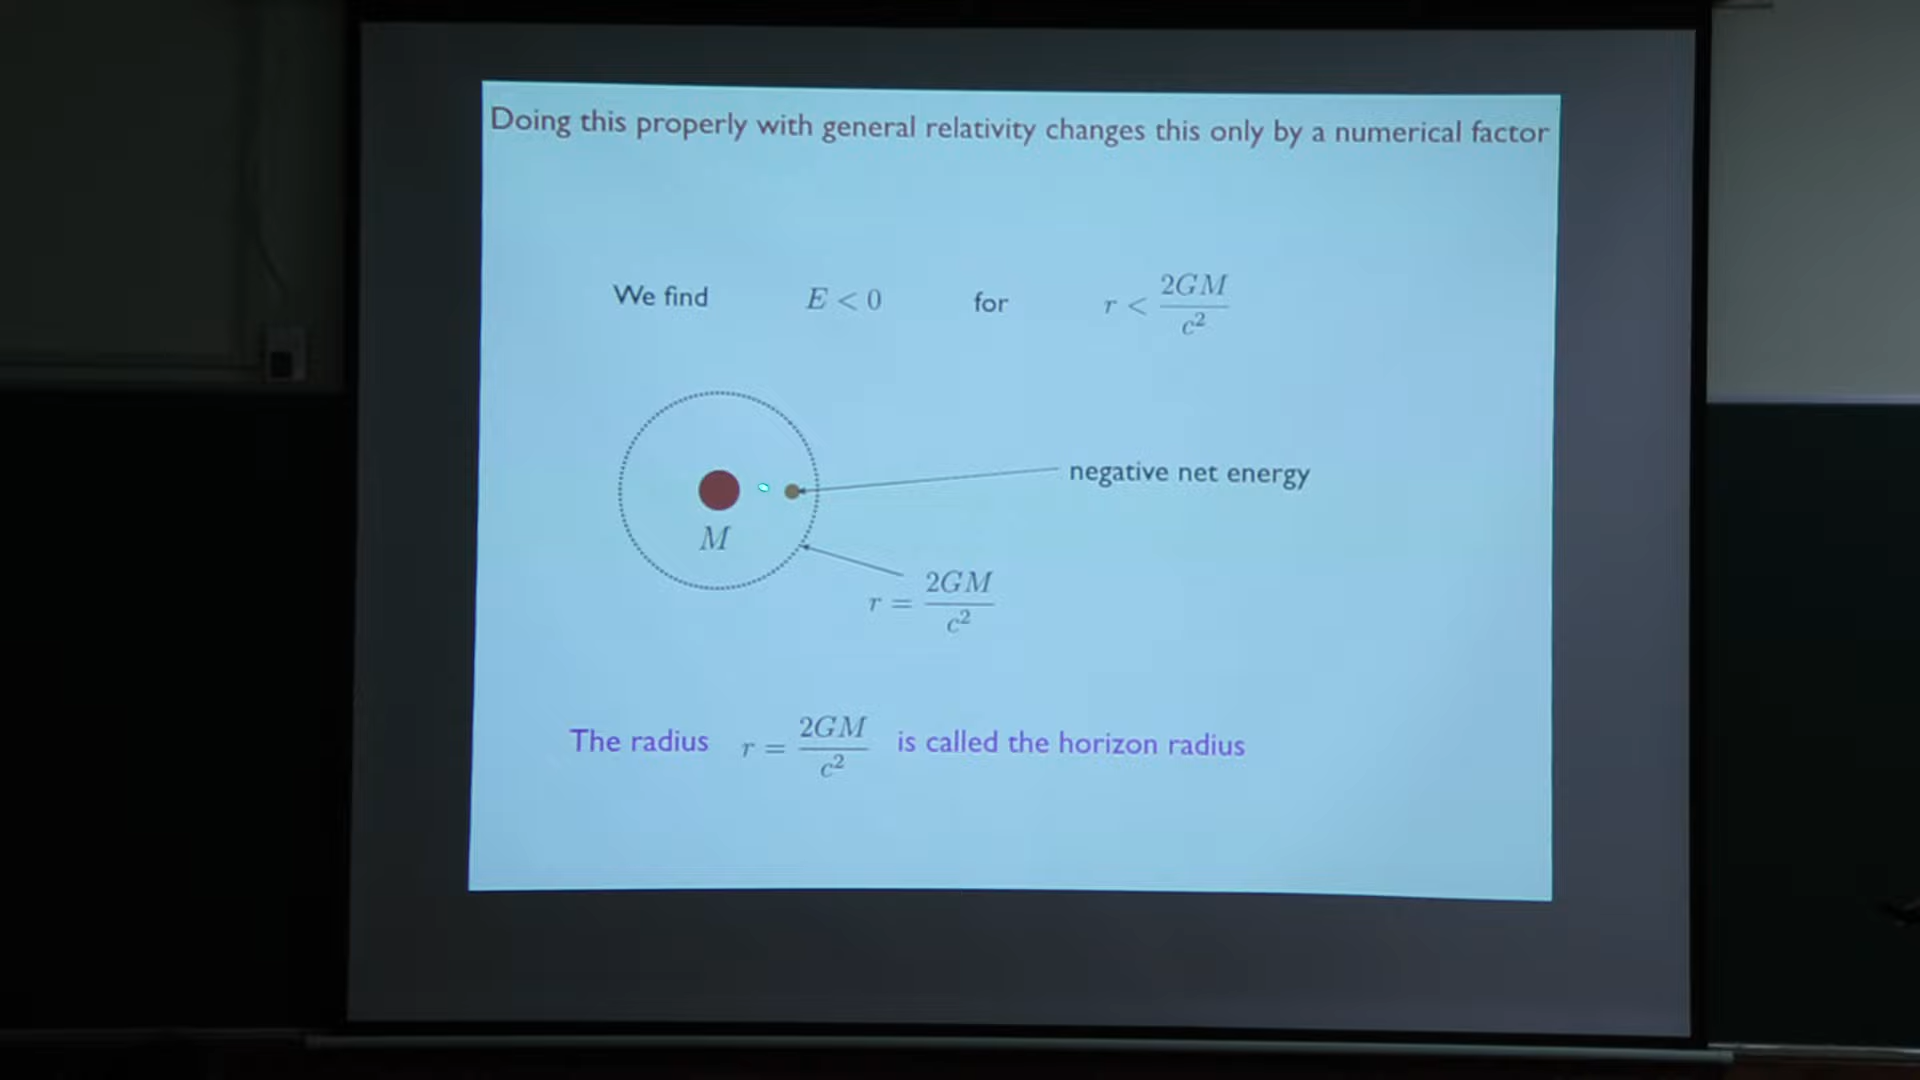 Doing this properly with general relativity changes this only by a numerical factor
We find E < 0 for r < 2GM/c²
negative net energy
M
r = 2GM/c²
The radius r = 2GM/c² is called the horizon radius